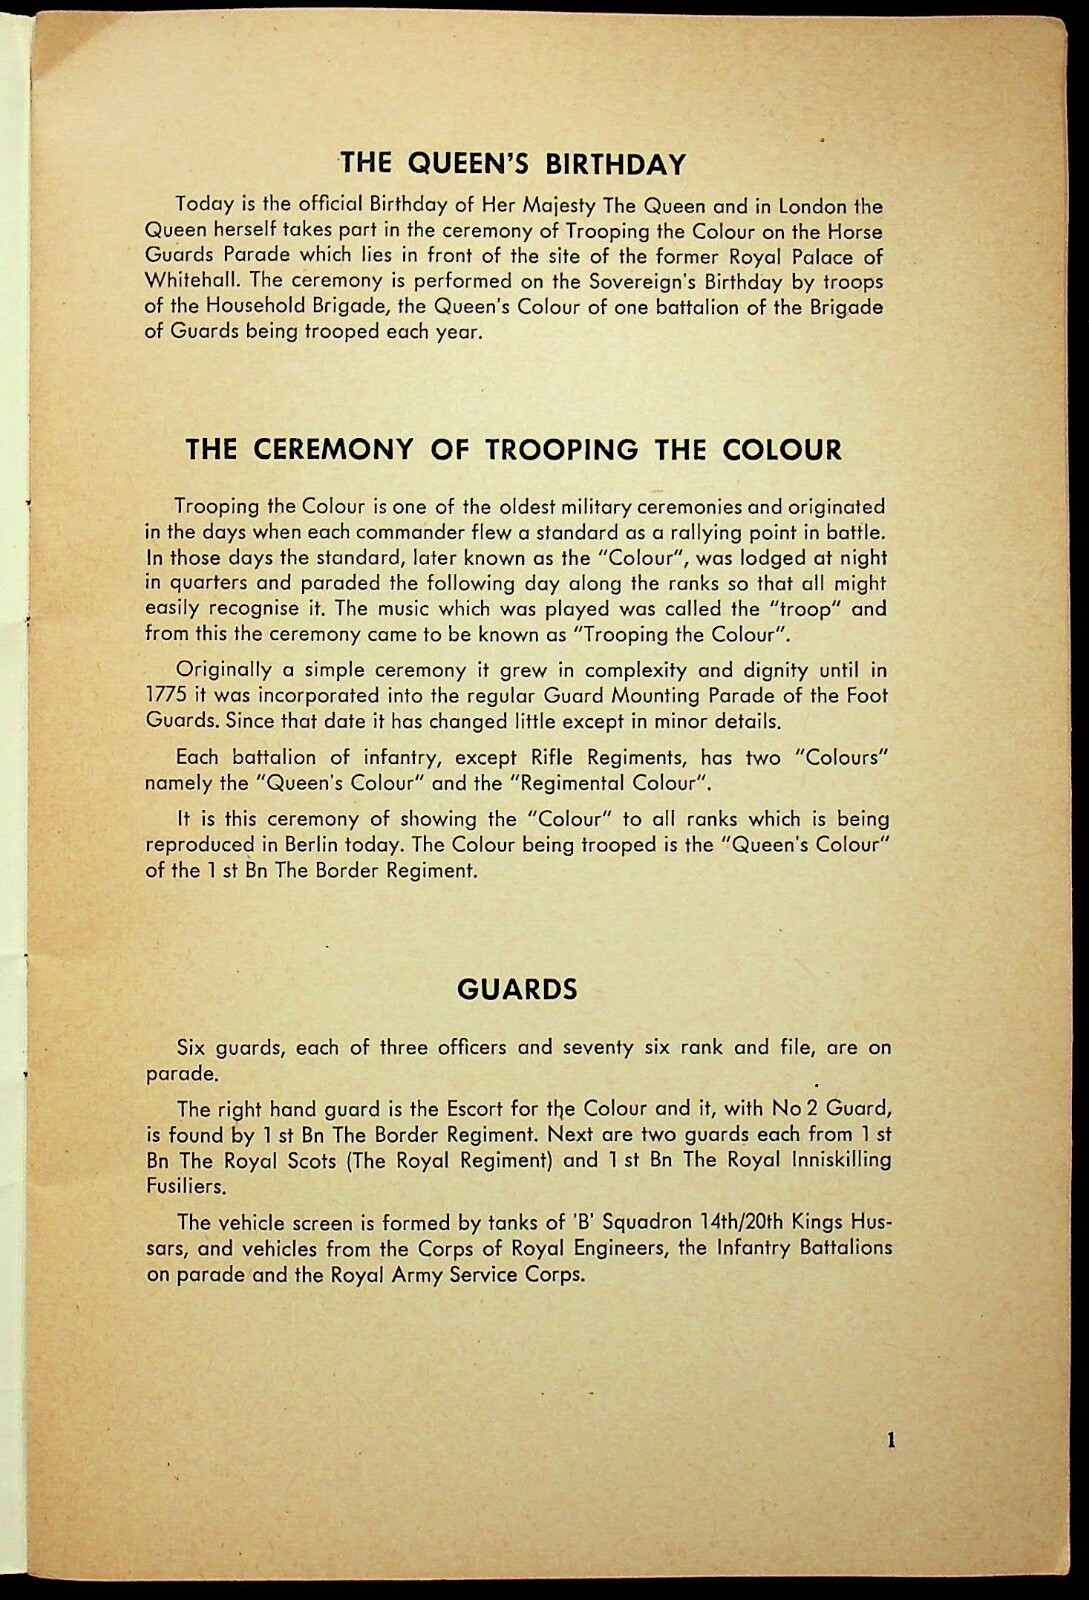 THE QUEEN'S BIRTHDAY
Today is the official Birthday of Her Majesty The Queen and in London the
Queen herself takes part in the ceremony of Trooping the Colour on the Horse
Guards Parade which lies in front of the site of the former Royal Palace of
Whitehall. The ceremony is performed on the Sovereign's Birthday by troops
of the Household Brigade, the Queen's Colour of one battalion of the Brigade
of Guards being trooped each year.
THE CEREMONY OF TROOPING THE COLOUR
Trooping the Colour is one of the oldest military ceremonies and originated
in the days when each commander flew a standard as a rallying point in battle.
In those days the standard, later known as the "Colour", was lodged at night
in quarters and paraded the following day along the ranks so that all might
easily recognise it. The music which was played was called the "troop" and
from this the ceremony came to be known as "Trooping the Colour".
Originally a simple ceremony it grew in complexity and dignity until in
1775 it was incorporated into the regular Guard Mounting Parade of the Foot
Guards. Since that date it has changed little except in minor details.
Each battalion of infantry, except Rifle Regiments, has two "Colours"
namely the "Queen's Colour" and the "Regimental Colour".
It is this ceremony of showing the "Colour" to all ranks which is being
reproduced in Berlin today. The Colour being trooped is the "Queen's Colour"
of the 1 st Bn The Border Regiment.
GUARDS
Six guards, each of three officers and seventy six rank and file, are on
parade.
The right hand guard is the Escort for the Colour and it, with No 2 Guard,
is found by 1 st Bn The Border Regiment. Next are two guards each from 1 st
Bn The Royal Scots (The Royal Regiment) and 1 st Bn The Royal Inniskilling
Fusiliers.
The vehicle screen is formed by tanks of 'B' Squadron 14th/20th Kings Hus-
sars, and vehicles from the Corps of Royal Engineers, the Infantry Battalions
on parade and the Royal Army Service Corps.
1